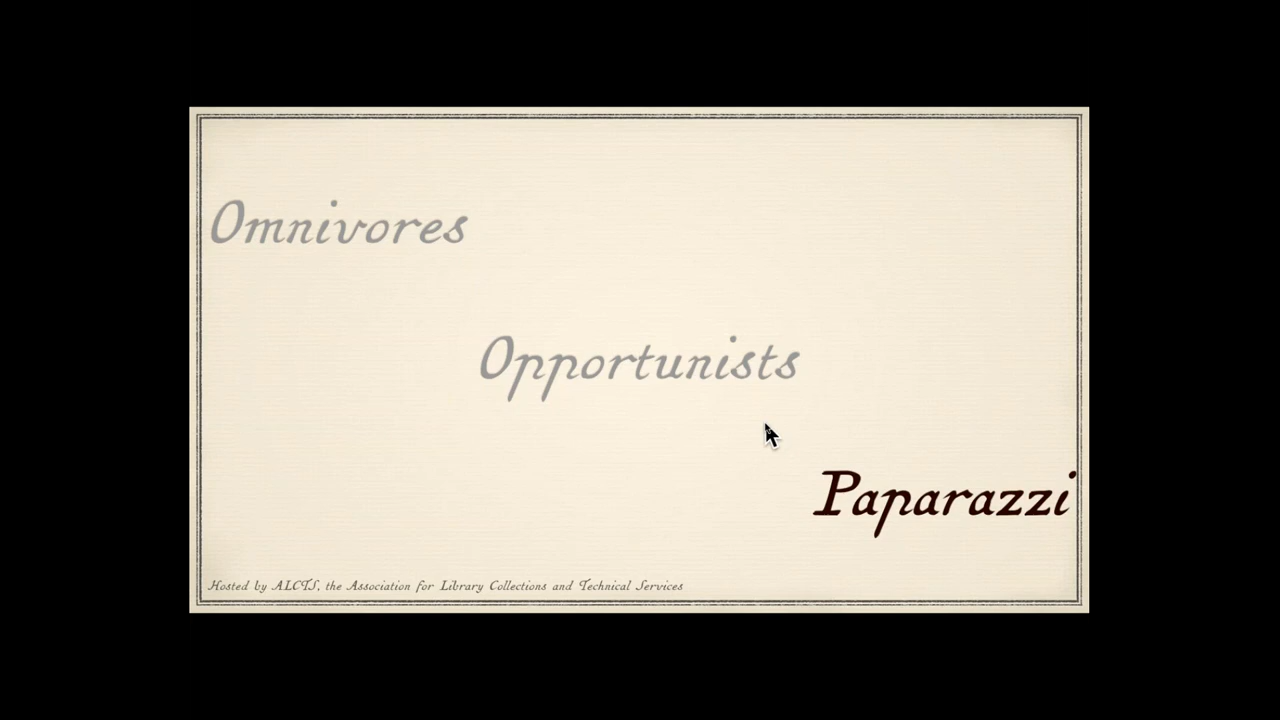 Omnivores
Opportunists
Paparazzi
Hosted by ALCTS, the Association for Library Collections and Technical Services